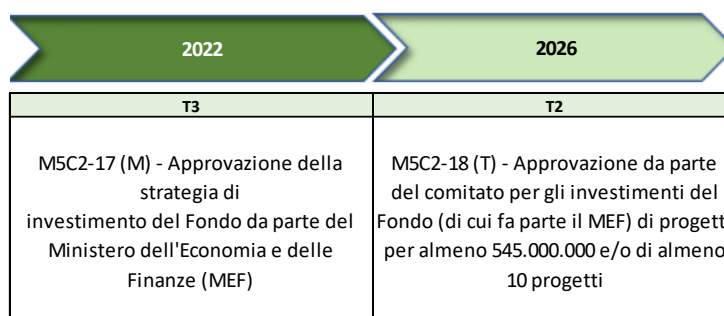 2022
2026
T3
T2
M5C2-17 (M) - Approvazione della
strategia di
investimento del Fondo da parte del
Ministero dell'Economia e delle
Finanze (MEF)
M5C2-18 (T) - Approvazione da parte
del comitato per gli investimenti del
Fondo (di cui fa parte il MEF) di progett
per almeno 545.000.000 e/o di almeno
10 progetti